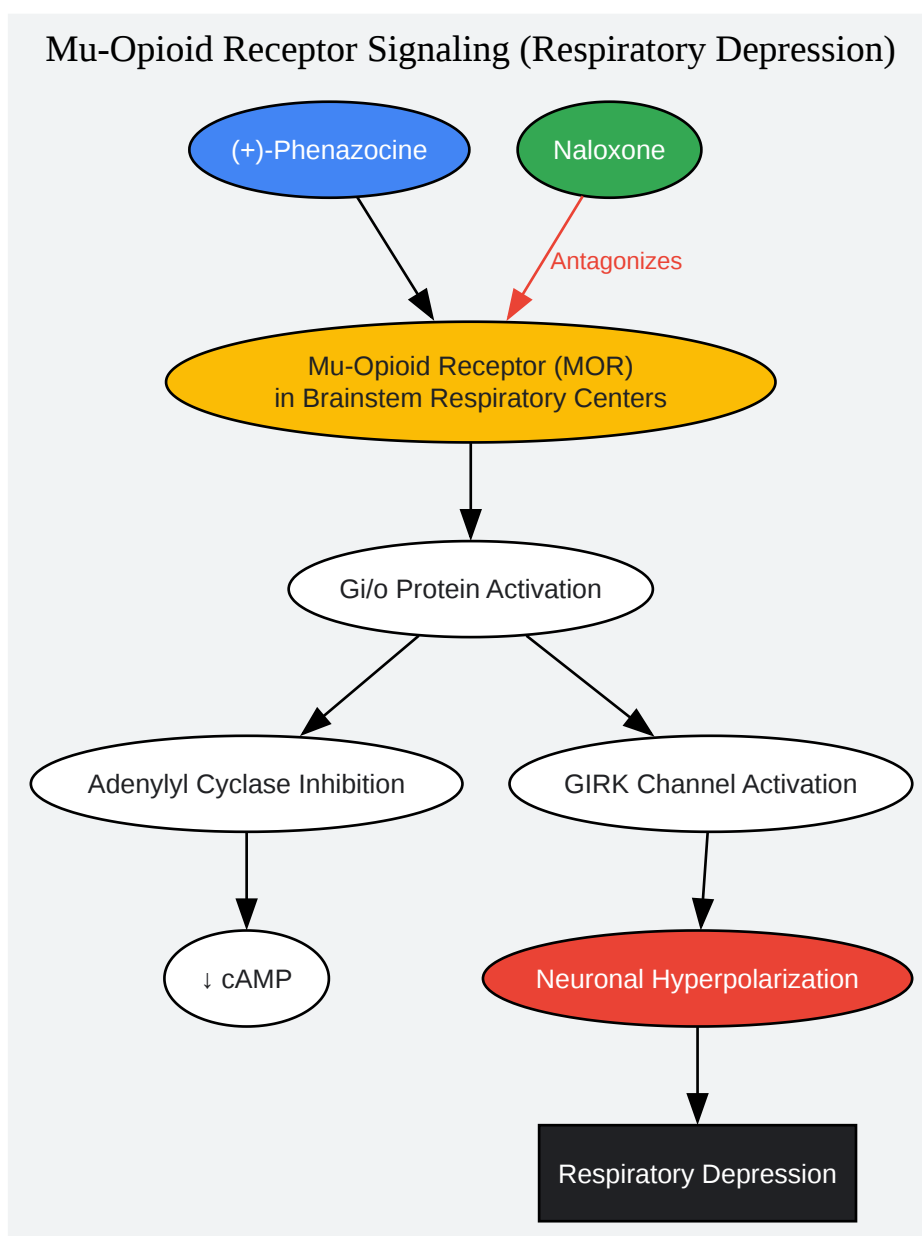 Mu-Opioid Receptor Signaling (Respiratory Depression)
(+)-Phenazocine
Naloxone
Antagonizes
Mu-Opioid Receptor (MOR)
in Brainstem Respiratory Centers
Gi/o Protein Activation
Adenylyl Cyclase Inhibition
GIRK Channel Activation
↓ cAMP
Neuronal Hyperpolarization
Respiratory Depression